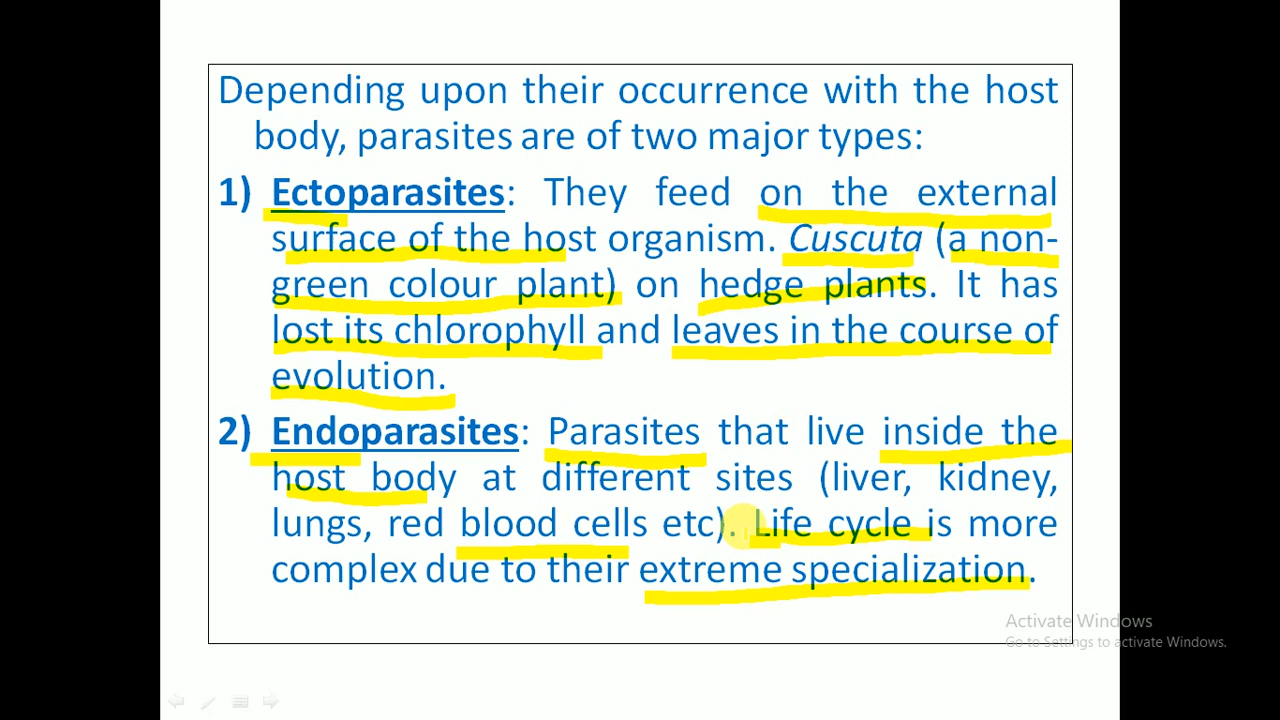 Depending upon their occurrence with the host
body, parasites are of two major types:
1) Ectoparasites: They feed on the external
surface of the host organism. Cuscuta (a non-
green colour plant) on hedge plants. It has
lost its chlorophyll and leaves in the course of
evolution.
2) Endoparasites: Parasites that live inside the
host body at different sites (liver, kidney,
lungs, red blood cells etc). Life cycle is more
complex due to their extreme specialization.
Activate Windows
Go to Settings to activate Windows.